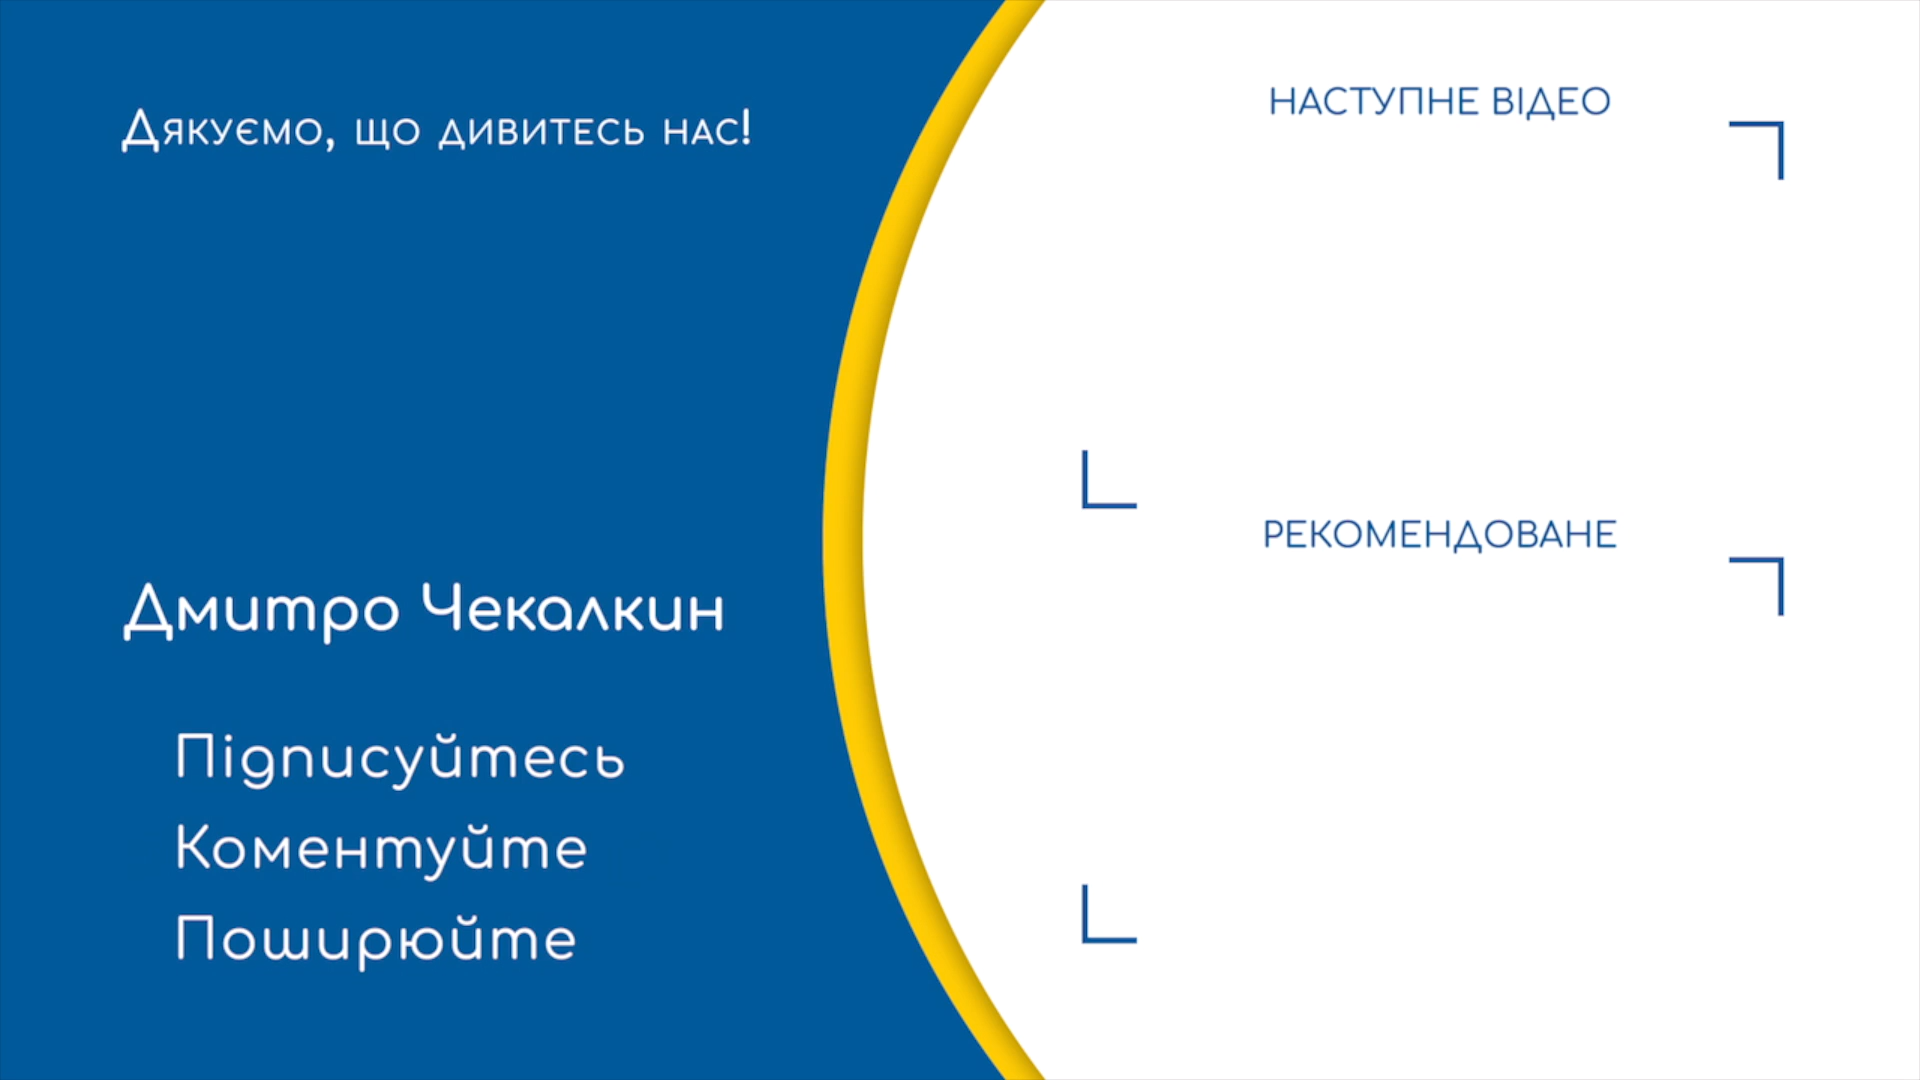 Дякуємо, що дивитесь нас!
Дмитро Чекалкин
Підписуйтесь
Коментуйте
Поширюйте
НАСТУПНЕ ВІДЕО
РЕКОМЕНДОВАНЕ